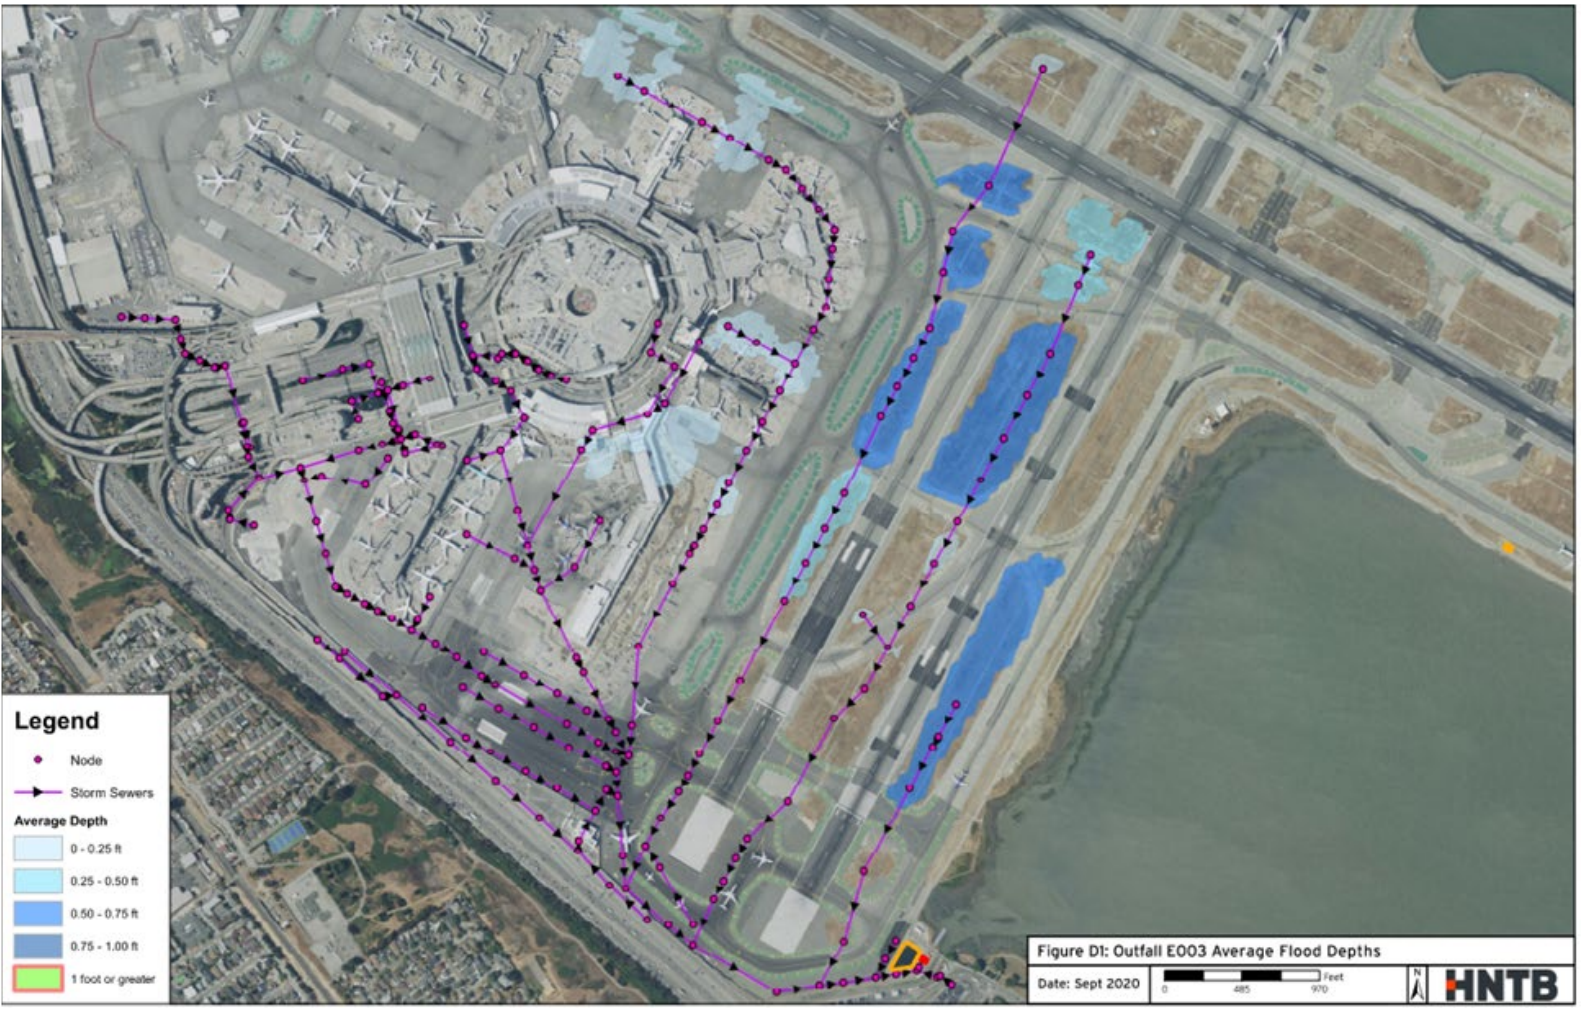 Legend
Node
Storm Sewers
Average Depth
0 - 0.25 ft
0.25 - 0.50 ft
0.50 - 0.75 ft
0.75 - 1.00 ft
1 foot or greater
Figure D1: Outfall E003 Average Flood Depths
Date: Sept 2020
Feet
0 485 970
N
HNTB